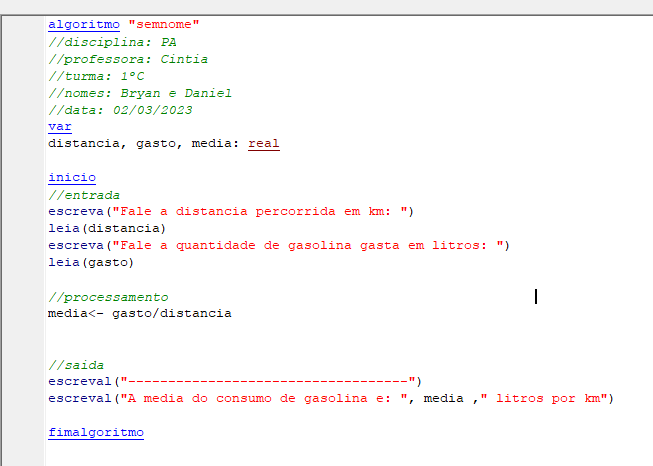 algoritmo "semnome"
//disciplina: PA
//professora: Cintia
//turma: 1ºC
//nomes: Bryan e Daniel
//data: 02/03/2023
var
distancia, gasto, media: real
inicio
//entrada
escreva("Fale a distancia percorrida em km: ")
leia(distancia)
escreva("Fale a quantidade de gasolina gasta em litros: ")
leia(gasto)
//processamento
media<- gasto/distancia
//saida
escreval("-----------------------------------")
escreval("A media do consumo de gasolina e: ", media ," litros por km")
fimalgoritmo